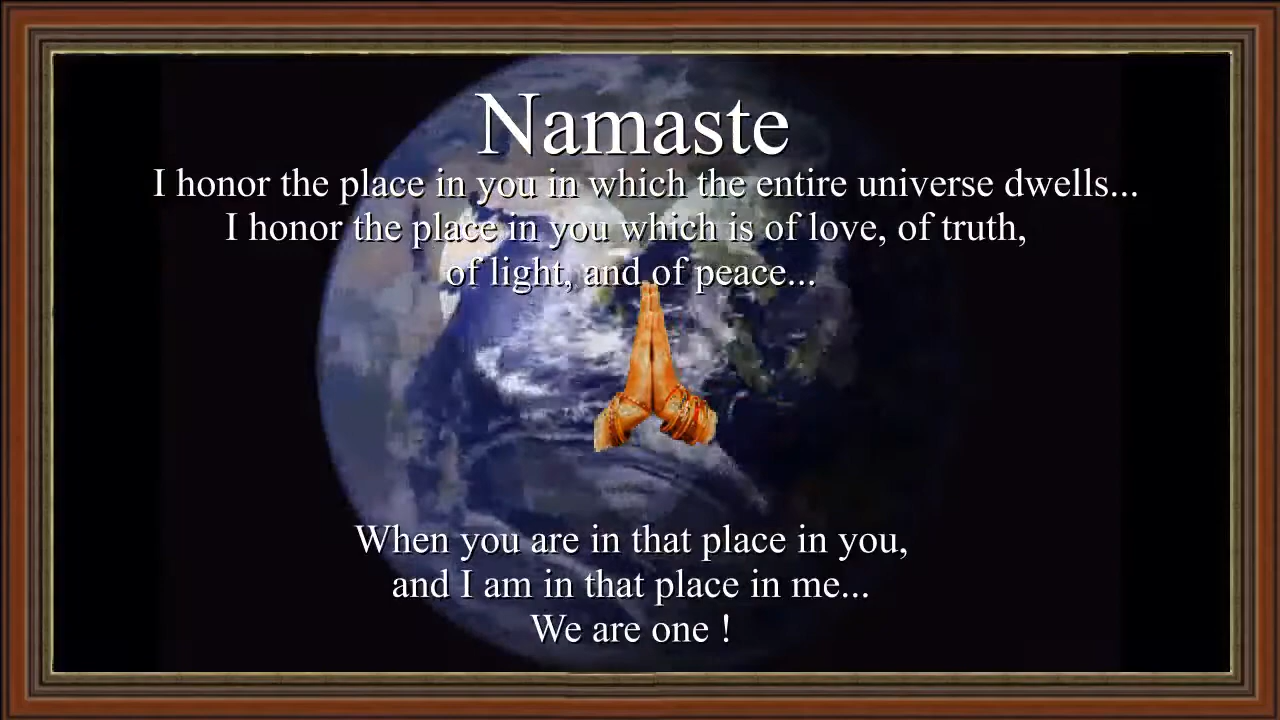 Namaste
I honor the place in you in which the entire universe dwells...
I honor the place in you which is of love, of truth,
of light, and of peace...
When you are in that place in you,
and I am in that place in me...
We are one !